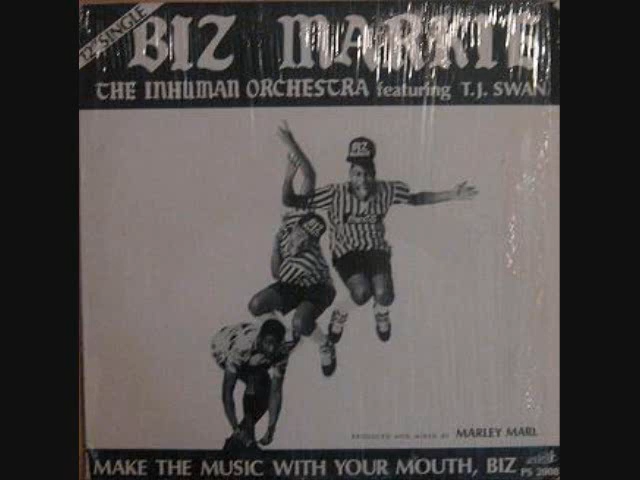 12" SINGLE
BIZ MARKIE
THE INHUMAN ORCHESTRA featuring T.J. SWAN
BIZ
PRODUCED AND MIXED BY MARLEY MARL
MAKE THE MUSIC WITH YOUR MOUTH, BIZ
PS 2008